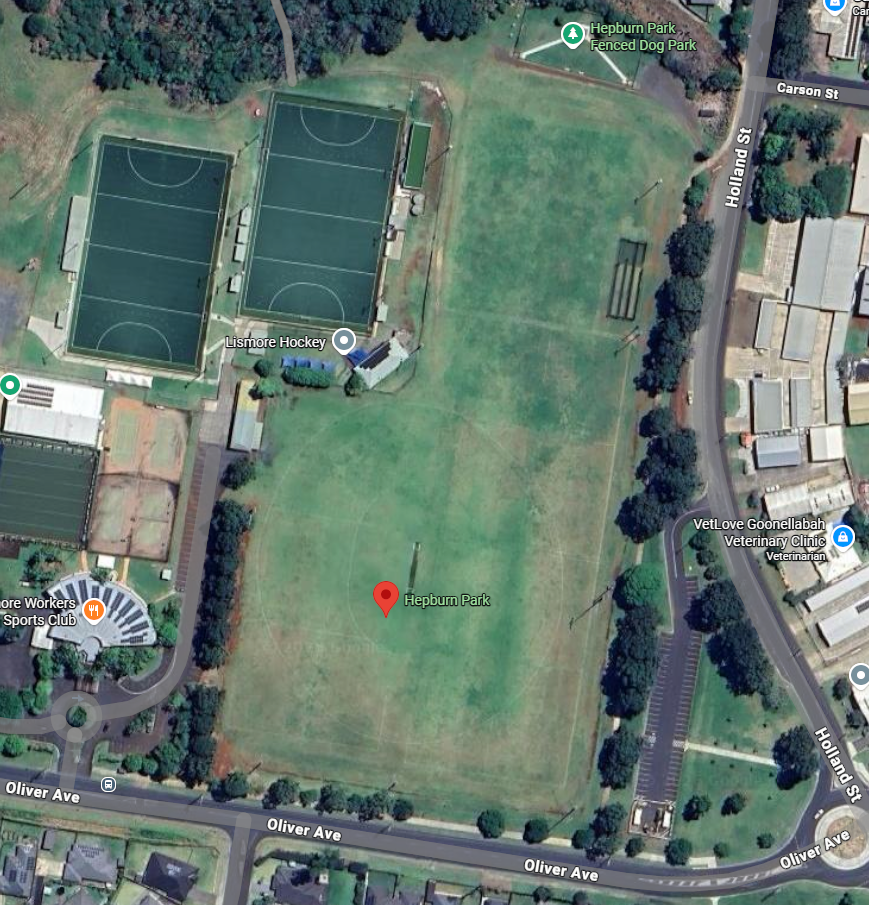 Hepburn Park
Fenced Dog Park
Car
Carson St
Holland St
Lismore Hockey
VetLove Goonellabah
Veterinary Clinic
Veterinarian
Hepburn Park
ore Workers
Sports Club
Holland St
Oliver Ave
Oliver Ave
Oliver Ave
Oliver Ave